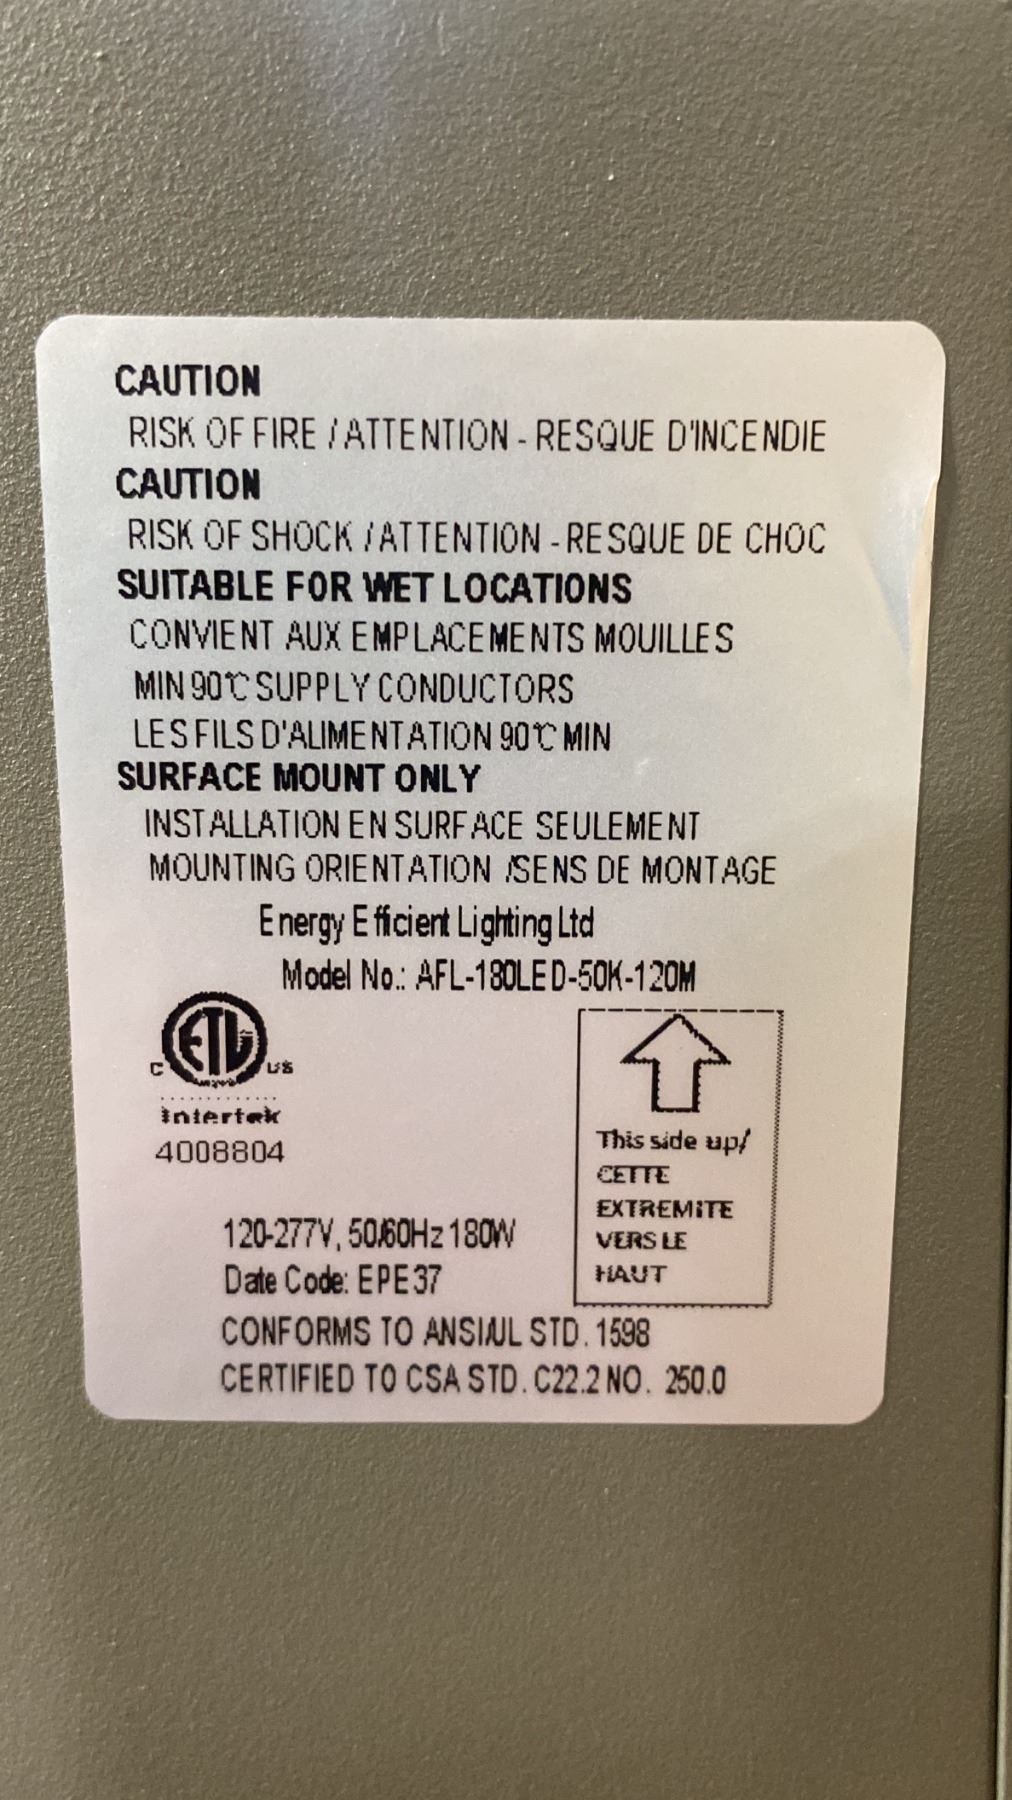 CAUTION
RISK OF FIRE / ATTENTION - RESQUE D'INCENDIE
CAUTION
RISK OF SHOCK / ATTENTION - RESQUE DE CHOC
SUITABLE FOR WET LOCATIONS
CONVIENT AUX EMPLACEMENTS MOUILLES
MIN 90℃ SUPPLY CONDUCTORS
LES FILS D'ALIMENTATION 90℃ MIN
SURFACE MOUNT ONLY
INSTALLATION EN SURFACE SEULEMENT
MOUNTING ORIENTATION /SENS DE MONTAGE
Energy Efficient Lighting Ltd
Model No.: AFL-180LED-50K-120M
C ETL US
Intertek
4008804
This side up/
CETTE
EXTREMITE
VERS LE
HAUT
120-277V, 50/60Hz 180W
Date Code: EPE37
CONFORMS TO ANSI/UL STD. 1598
CERTIFIED TO CSA STD. C22.2 NO. 250.0